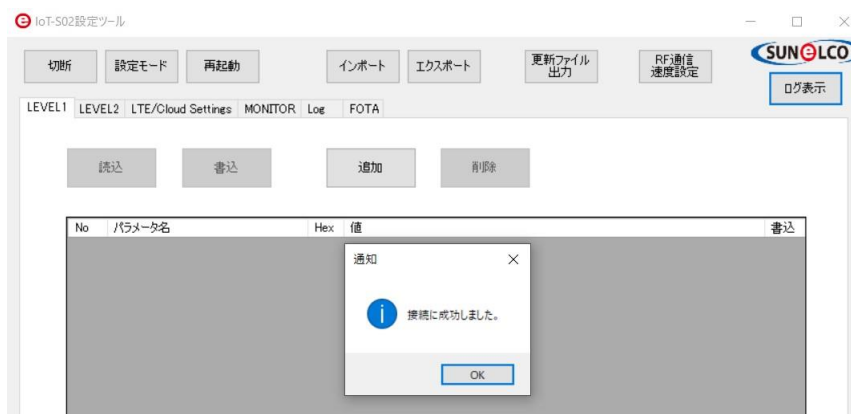 IoT-S02設定ツール
切断 設定モード 再起動 インポート エクスポート 更新ファイル出力 RF通信速度設定 SUNeLCO
ログ表示
LEVEL1 LEVEL2 LTE/Cloud Settings MONITOR Log FOTA
読込 書込 追加 削除
No パラメータ名 Hex 値 書込
通知
接続に成功しました。
OK